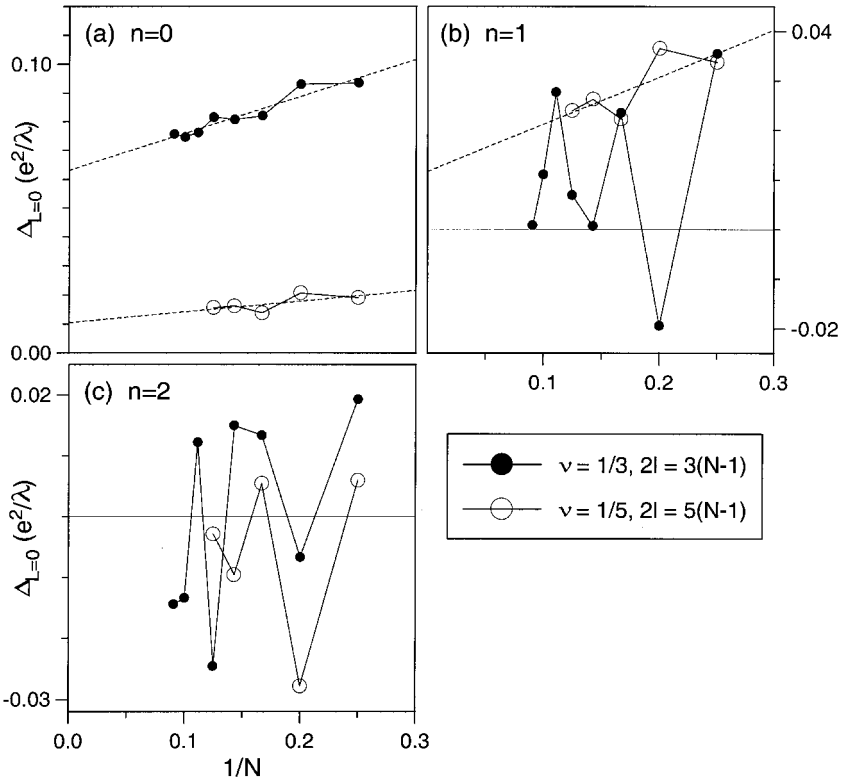 (a) n=0
0.10
ΔL=0 (e²/λ)
0.00
(b) n=1
0.04
-0.02
0.1 0.2 0.3
(c) n=2
0.02
ΔL=0 (e²/λ)
-0.03
0.0 0.1 0.2 0.3
1/N
ν = 1/3, 2l = 3(N-1)
ν = 1/5, 2l = 5(N-1)